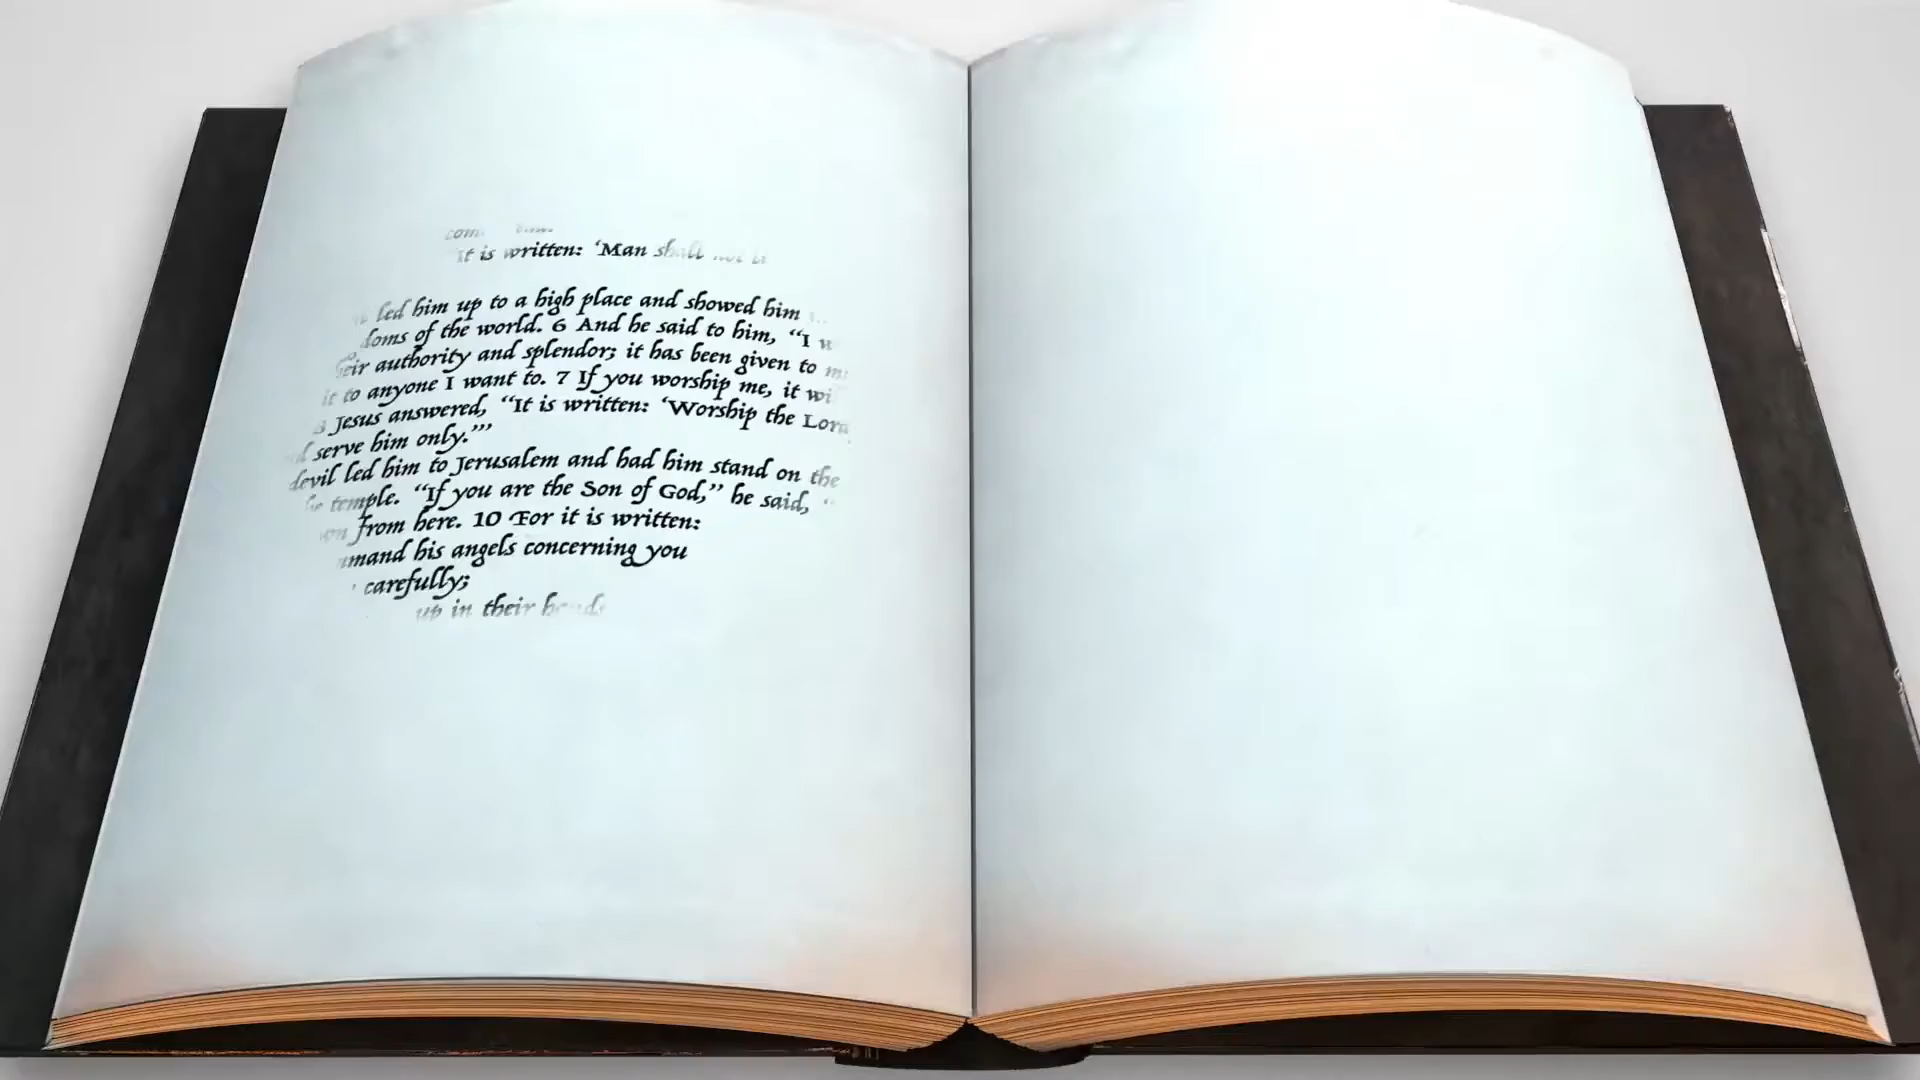 it is written: ‘Man shall not
led him up to a high place and showed him
of the world. 6 And he said to him, “I
authority and splendor; it has been given to
it to anyone I want to. 7 If you worship me, it
Jesus answered, “It is written: ‘Worship the Lord
serve him only.’”
devil led him to Jerusalem and had him stand on the
temple. “If you are the Son of God,” he said, “
from here. 10 For it is written:
his angels concerning you
carefully;
up in their hands